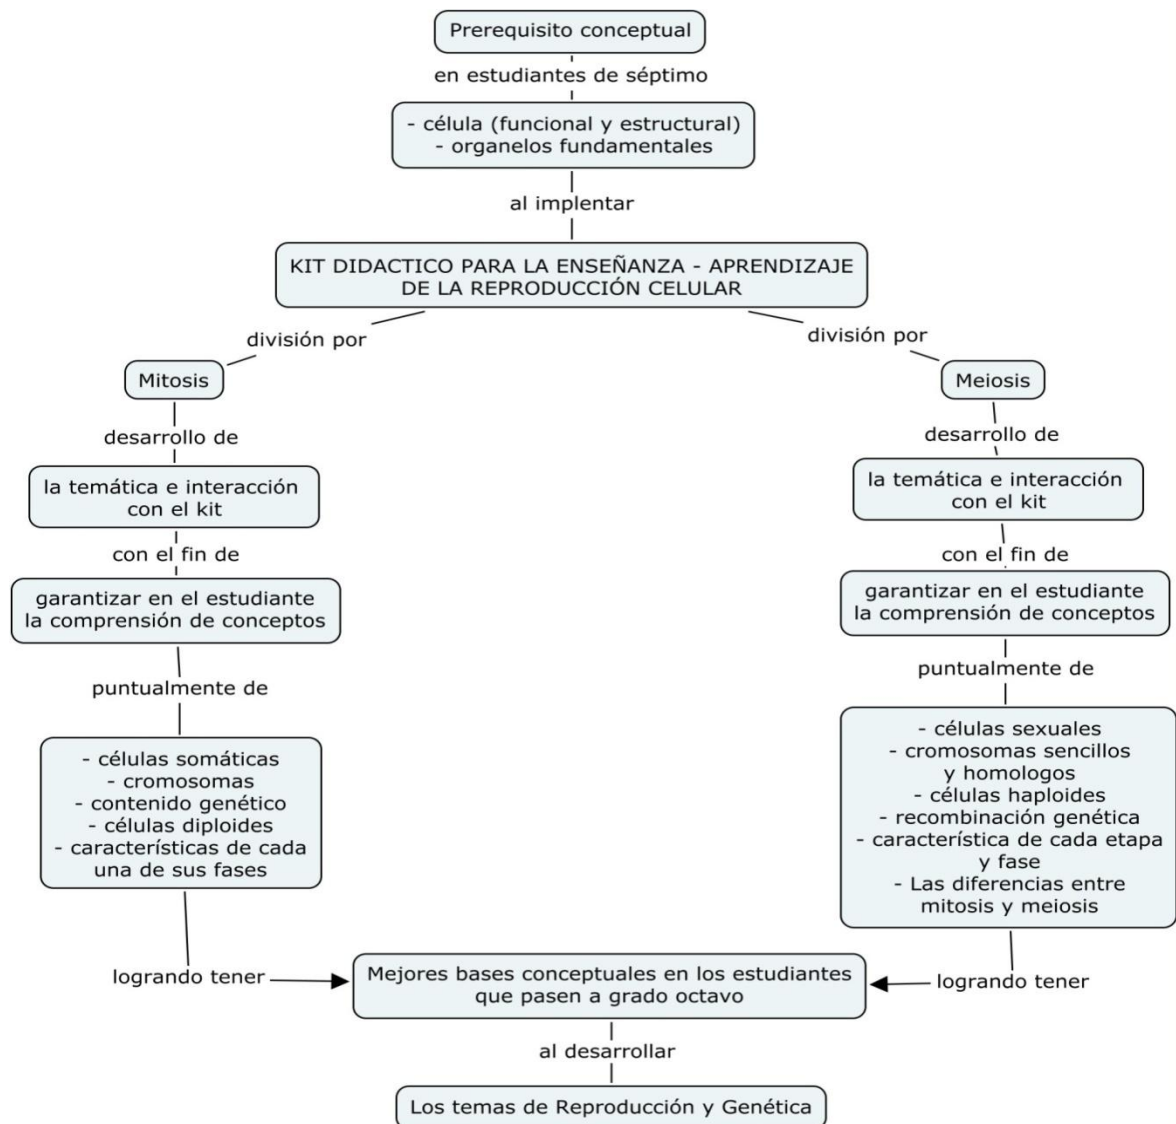 Prerequisito conceptual
en estudiantes de séptimo
- célula (funcional y estructural)
- organelos fundamentales
al implentar
KIT DIDACTICO PARA LA ENSEÑANZA - APRENDIZAJE
DE LA REPRODUCCIÓN CELULAR
división por
Mitosis
desarrollo de
la temática e interacción
con el kit
con el fin de
garantizar en el estudiante
la comprensión de conceptos
puntualmente de
- células somáticas
- cromosomas
- contenido genético
- células diploides
- características de cada
una de sus fases
logrando tener
división por
Meiosis
desarrollo de
la temática e interacción
con el kit
con el fin de
garantizar en el estudiante
la comprensión de conceptos
puntualmente de
- células sexuales
- cromosomas sencillos
y homologos
- células haploides
- recombinación genética
- característica de cada etapa
y fase
- Las diferencias entre
mitosis y meiosis
logrando tener
Mejores bases conceptuales en los estudiantes
que pasen a grado octavo
al desarrollar
Los temas de Reproducción y Genética